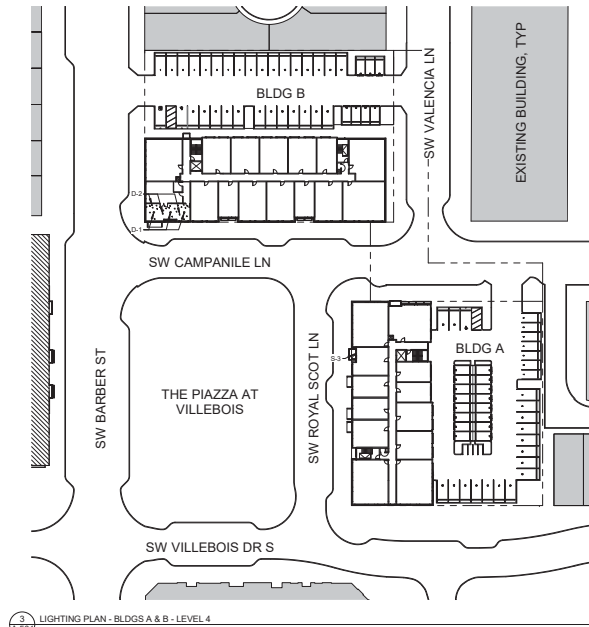 BLDG B
SW VALENCIA LN
EXISTING BUILDING, TYP
D-2
D-1
SW CAMPANILE LN
SW BARBER ST
THE PIAZZA AT
VILLEBOIS
SW ROYAL SCOT LN
S-3
BLDG A
SW VILLEBOIS DR S
3
LIGHTING PLAN - BLDGS A & B - LEVEL 4